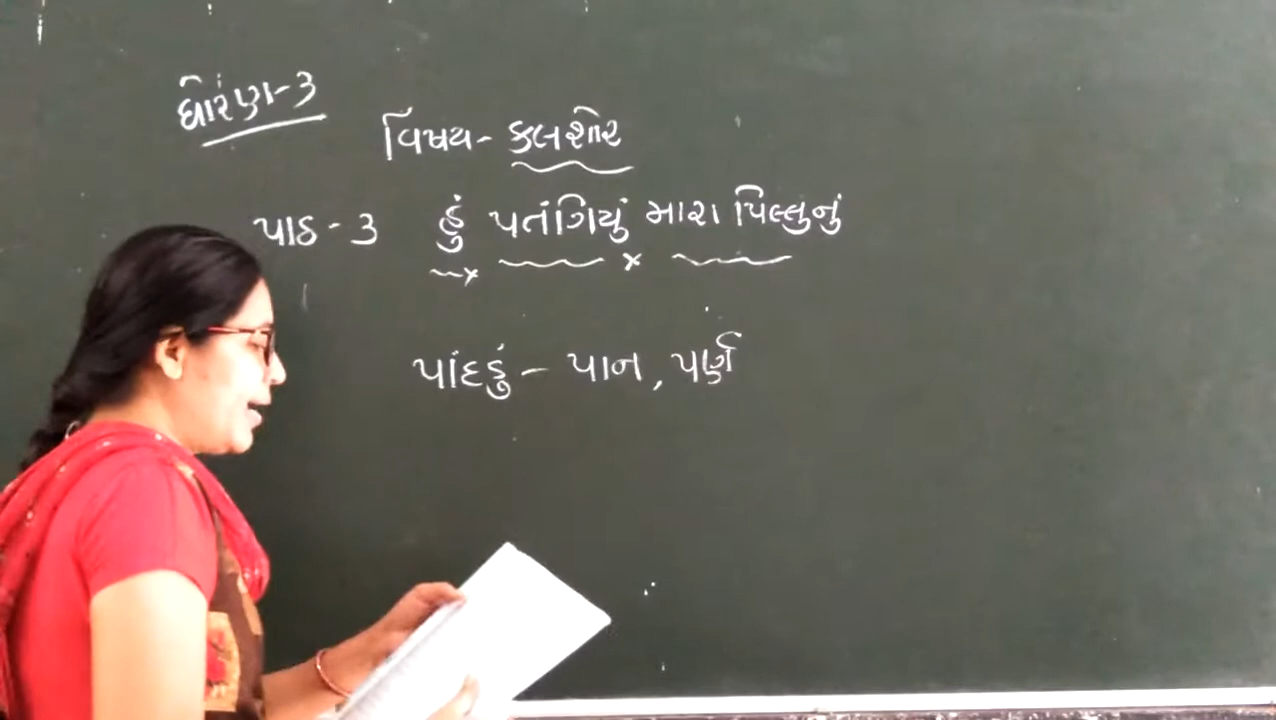 ધોરણ-૩
વિષય- કલશોર
પાઠ - ૩ હું પતંગિયું મારા પિલ્લુનું
પાંદડું - પાન, પર્ણ